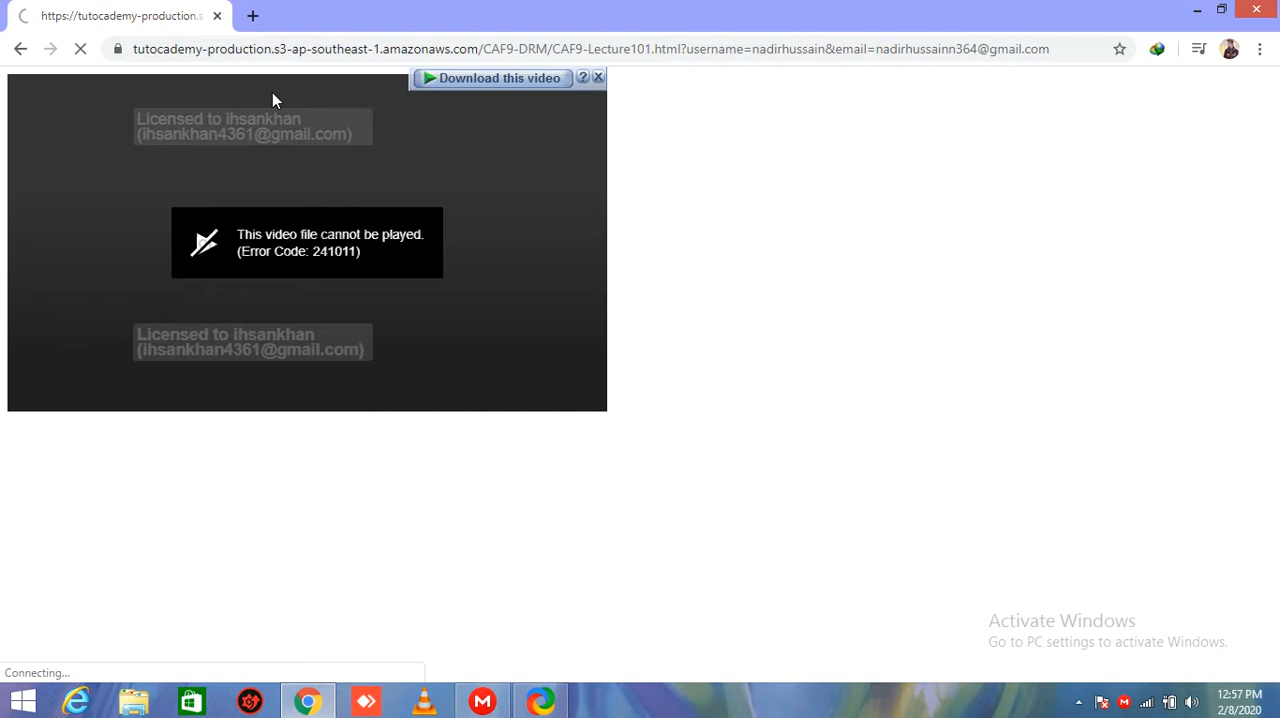 https://tutocademy-production.s
tutocademy-production.s3-ap-southeast-1.amazonaws.com/CAF9-DRM/CAF9-Lecture101.html?username=nadirhussain&email=nadirhussainn364@gmail.com
Download this video
?
Licensed to ihsankhan
(ihsankhan4361@gmail.com)
This video file cannot be played.
(Error Code: 241011)
Licensed to ihsankhan
(ihsankhan4361@gmail.com)
Activate Windows
Go to PC settings to activate Windows.
Connecting...
12:57 PM
2/8/2020